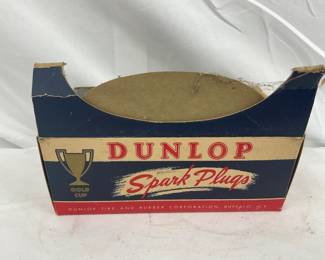 DUNLOP
Spark Plugs
GOLD
CUP
DUNLOP TIRE AND RUBBER CORPORATION, BUFFALO, N.Y.